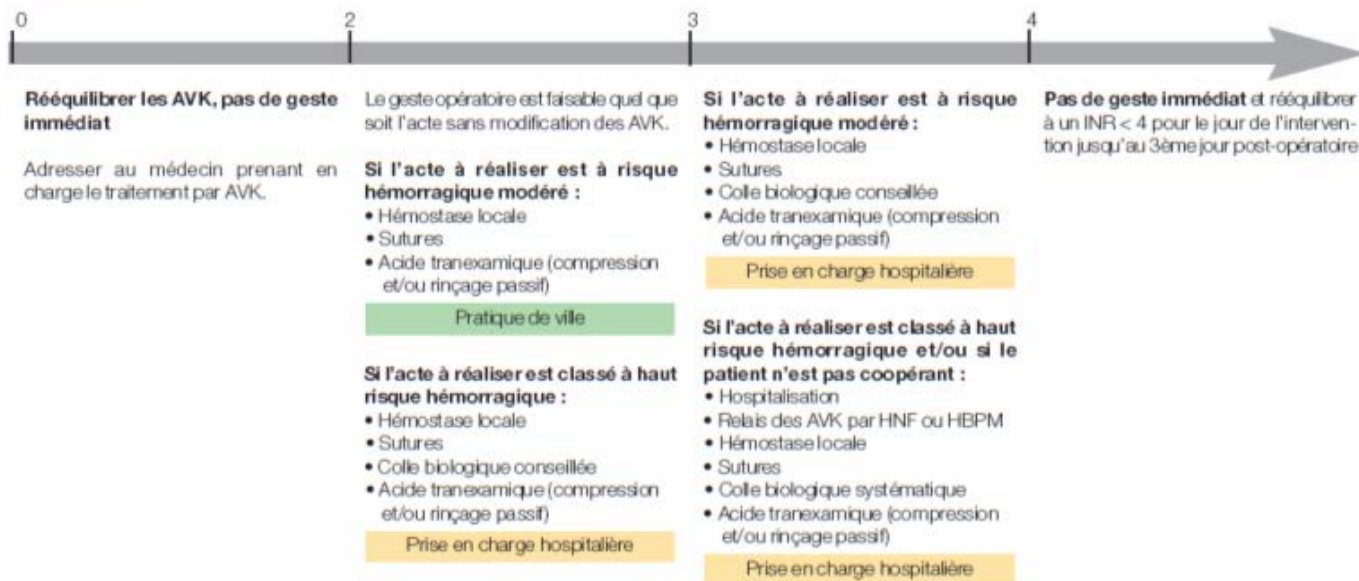 0
2
3
4
Rééquilibrer les AVK, pas de geste
immédiat
Adresser au médecin prenant en
charge le traitement par AVK.
Le geste opératoire est faisable quel que
soit l'acte sans modification des AVK.
Si l'acte à réaliser est à risque
hémorragique modéré :
• Hémostase locale
• Sutures
• Acide tranexamique (compression
et/ou rinçage passif)
Pratique de ville
Si l'acte à réaliser est classé à haut
risque hémorragique :
• Hémostase locale
• Sutures
• Colle biologique conseillée
• Acide tranexamique (compression
et/ou rinçage passif)
Prise en charge hospitalière
Si l'acte à réaliser est à risque
hémorragique modéré :
• Hémostase locale
• Sutures
• Colle biologique conseillée
• Acide tranexamique (compression
et/ou rinçage passif)
Prise en charge hospitalière
Si l'acte à réaliser est classé à haut
risque hémorragique et/ou si le
patient n'est pas coopérant :
• Hospitalisation
• Relais des AVK par HNF ou HBPM
• Hémostase locale
• Sutures
• Colle biologique systématique
• Acide tranexamique (compression
et/ou rinçage passif)
Prise en charge hospitalière
Pas de geste immédiat et rééquilibrer
à un INR < 4 pour le jour de l'interven-
tion jusqu'au 3ème jour post-opératoire